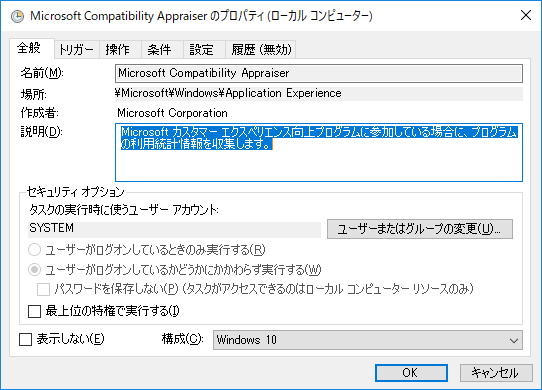 Microsoft Compatibility Appraiser のプロパティ (ローカル コンピューター)
全般 トリガー 操作 条件 設定 履歴 (無効)
名前(M): Microsoft Compatibility Appraiser
場所: ¥Microsoft¥Windows¥Application Experience
作成者: Microsoft Corporation
説明(D): Microsoft カスタマー エクスペリエンス向上プログラムに参加している場合に、プログラム
の利用統計情報を収集します。
セキュリティ オプション
タスクの実行時に使うユーザー アカウント:
SYSTEM ユーザーまたはグループの変更(U)...
ユーザーがログオンしているときのみ実行する(R)
ユーザーがログオンしているかどうかにかかわらず実行する(W)
パスワードを保存しない(P) (タスクがアクセスできるのはローカル コンピューター リソースのみ)
最上位の特権で実行する(I)
表示しない(E) 構成(C): Windows 10
OK キャンセル